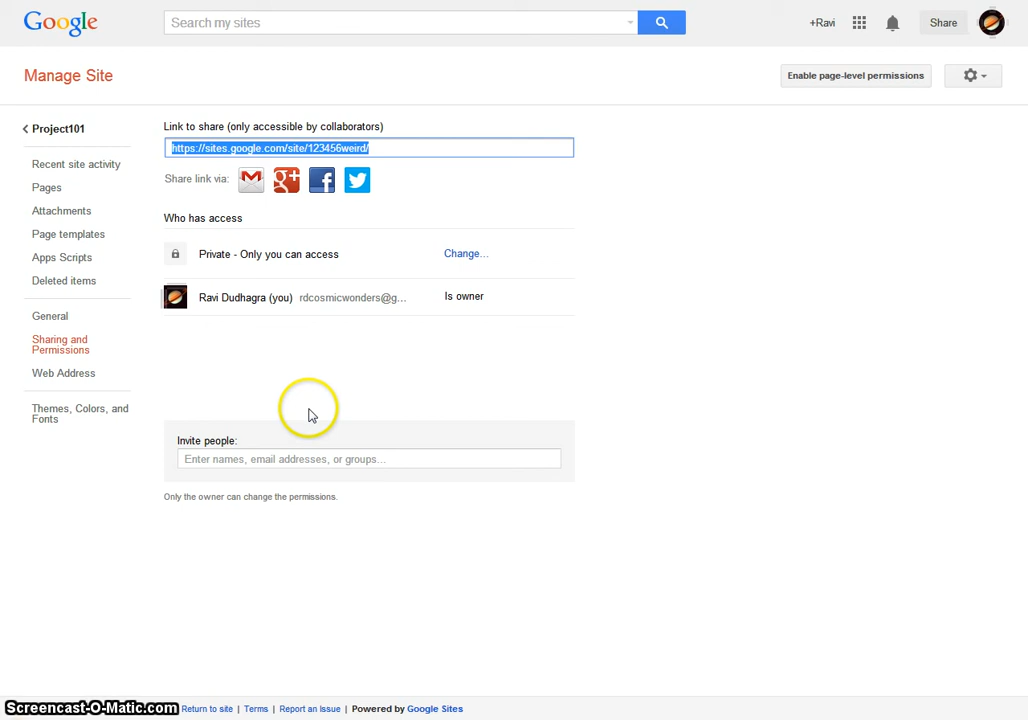 Google
Search my sites
+Ravi
Share
Manage Site
Enable page-level permissions
Project101
Recent site activity
Pages
Attachments
Page templates
Apps Scripts
Deleted items
General
Sharing and
Permissions
Web Address
Themes, Colors, and
Fonts
Link to share (only accessible by collaborators)
https://sites.google.com/site/123456weird/
Share link via:
Who has access
Private - Only you can access Change...
Ravi Dudhagra (you) rdcosmicwonders@g... Is owner
Invite people:
Enter names, email addresses, or groups...
Only the owner can change the permissions.
Screencast-O-Matic.com Return to site | Terms | Report an Issue | Powered by Google Sites